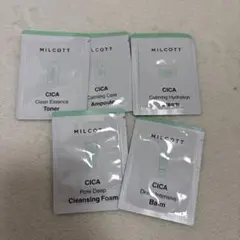 MILCOTT
CICA
Clean Essence
Toner
CICA
Calming Care
Ampoule
MILCOTT
CICA
Calming Hydration
MILCOTT
CICA
Pore Deep
Cleansing Foam
MILCOTT
CICA
Balm